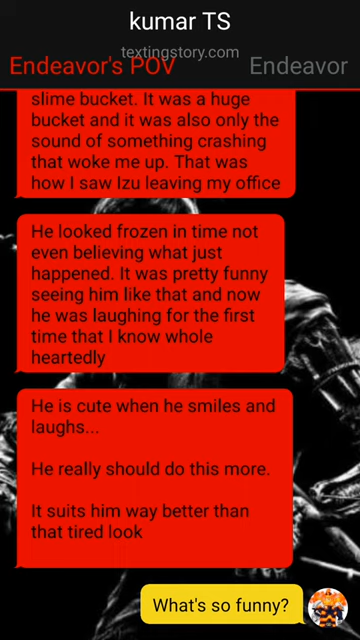 kumar TS
textingstory.com
Endeavor's POV Endeavor
slime bucket. It was a huge
bucket and it was also only the
sound of something crashing
that woke me up. That was
how I saw Izu leaving my office
He looked frozen in time not
even believing what just
happened. It was pretty funny
seeing him like that and now
he was laughing for the first
time that I know whole
heartedly
He is cute when he smiles and
laughs...
He really should do this more.
It suits him way better than
that tired look
What's so funny?